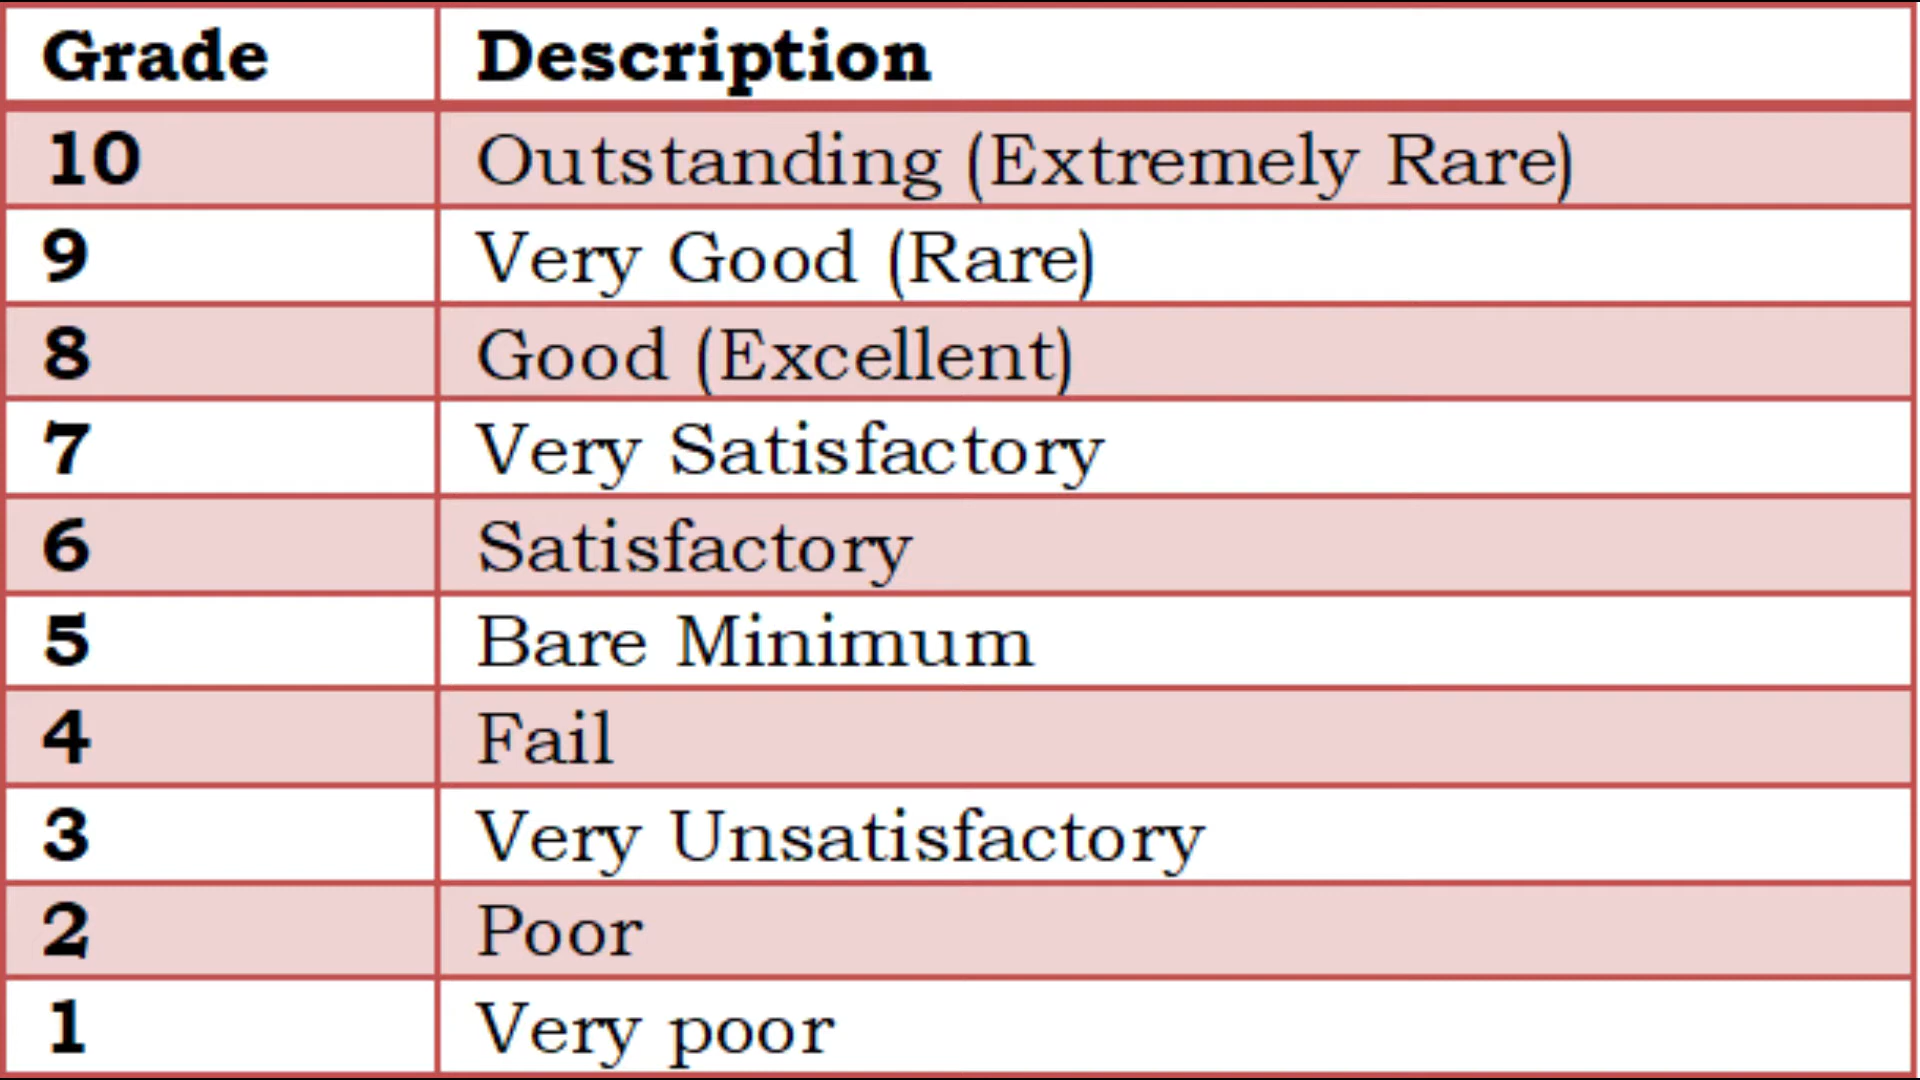 Grade Description
10 Outstanding (Extremely Rare)
9 Very Good (Rare)
8 Good (Excellent)
7 Very Satisfactory
6 Satisfactory
5 Bare Minimum
4 Fail
3 Very Unsatisfactory
2 Poor
1 Very poor